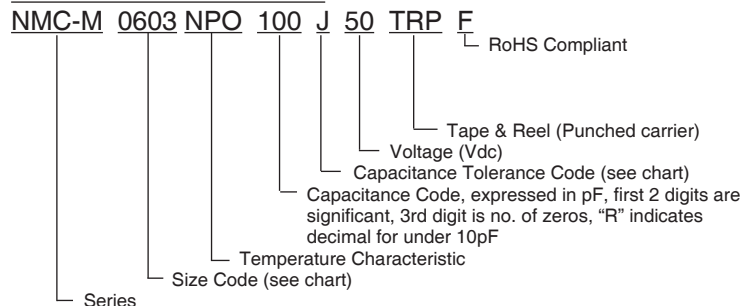 NMC-M 0603 NPO 100 J 50 TRP F
RoHS Compliant
Tape & Reel (Punched carrier)
Voltage (Vdc)
Capacitance Tolerance Code (see chart)
Capacitance Code, expressed in pF, first 2 digits are
significant, 3rd digit is no. of zeros, “R” indicates
decimal for under 10pF
Temperature Characteristic
Size Code (see chart)
Series